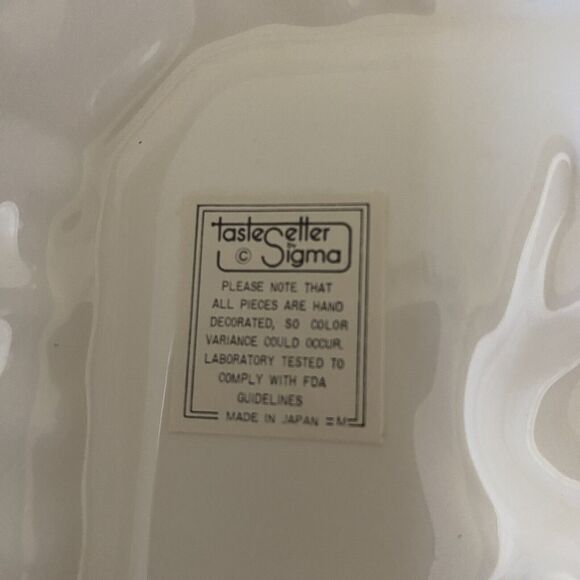 tasteSetter
© by Sigma
PLEASE NOTE THAT
ALL PIECES ARE HAND
DECORATED, SO COLOR
VARIANCE COULD OCCUR.
LABORATORY TESTED TO
COMPLY WITH FDA
GUIDELINES
MADE IN JAPAN =M=